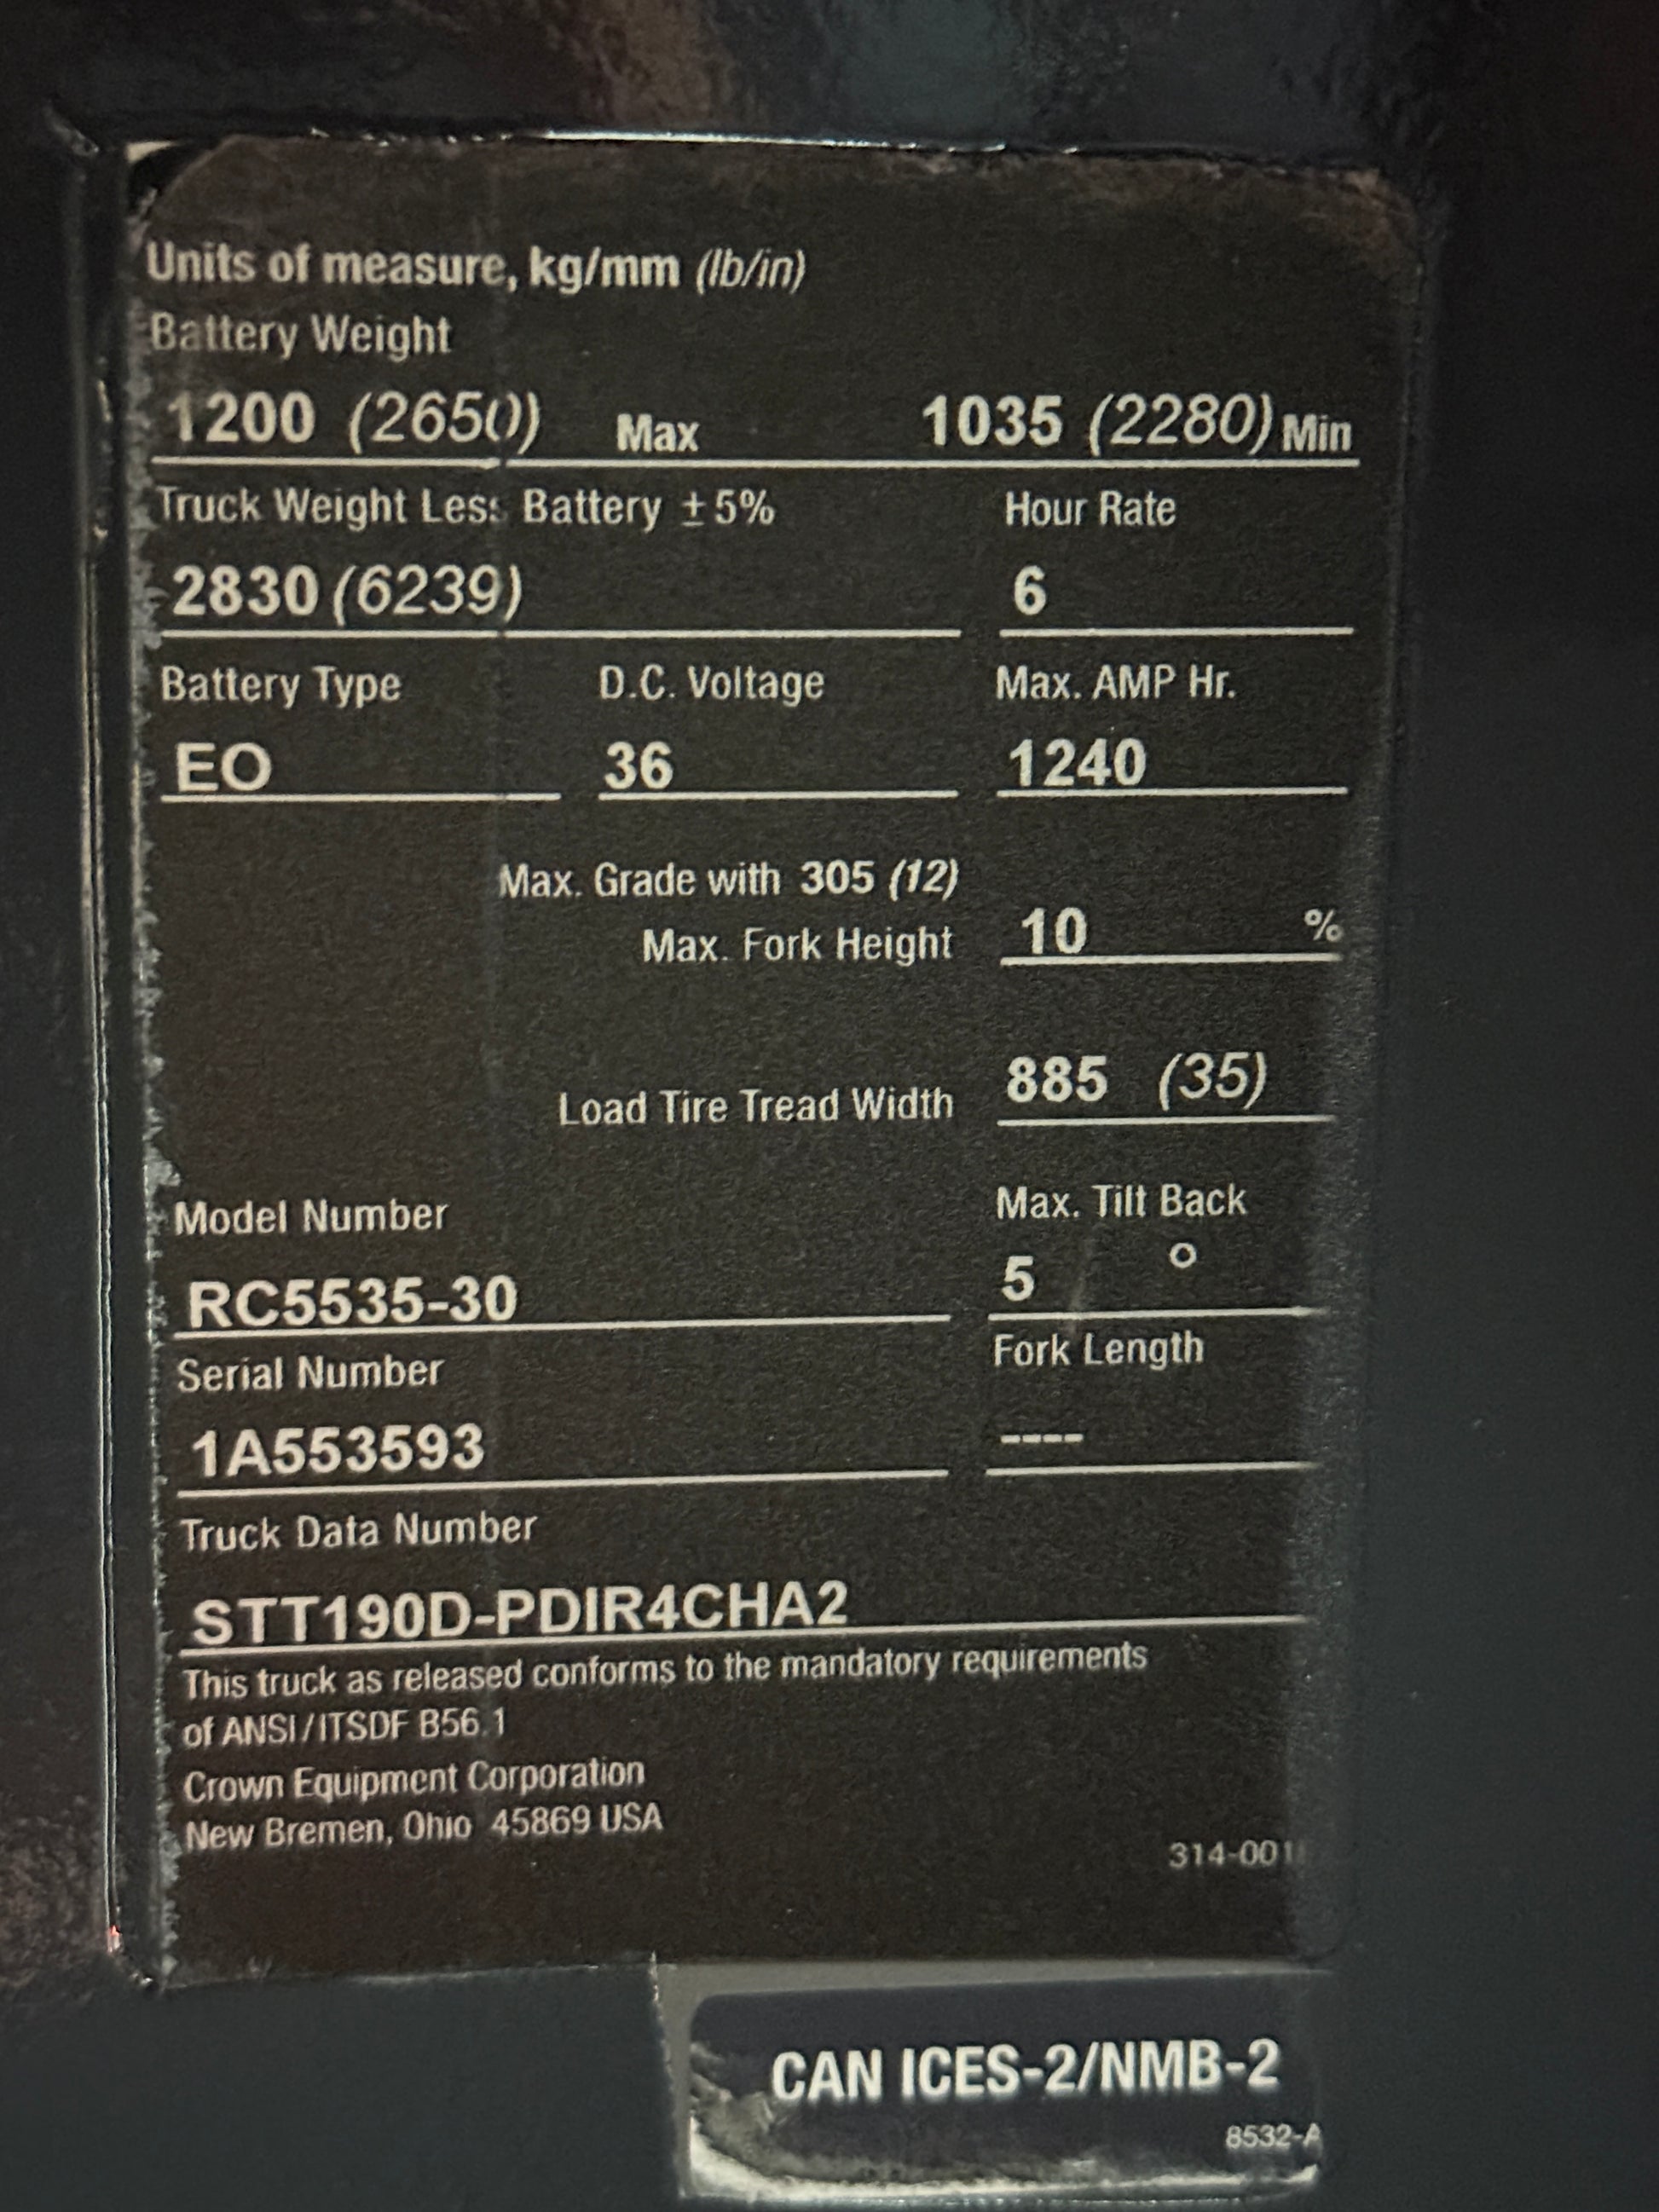 Units of measure, kg/mm (lb/in)
Battery Weight
1200 (2650) Max 1035 (2280) Min
Truck Weight Less Battery ± 5% Hour Rate
2830 (6239) 6
Battery Type D.C. Voltage Max. AMP Hr.
EO 36 1240
Max. Grade with 305 (12)
Max. Fork Height 10 %
Load Tire Tread Width 885 (35)
Model Number Max. Tilt Back
RC5535-30 5 °
Serial Number Fork Length
1A553593 ----
Truck Data Number
STT190D-PDIR4CHA2
This truck as released conforms to the mandatory requirements
of ANSI/ITSDF B56.1
Crown Equipment Corporation
New Bremen, Ohio 45869 USA
CAN ICES-2/NMB-2
8532-A